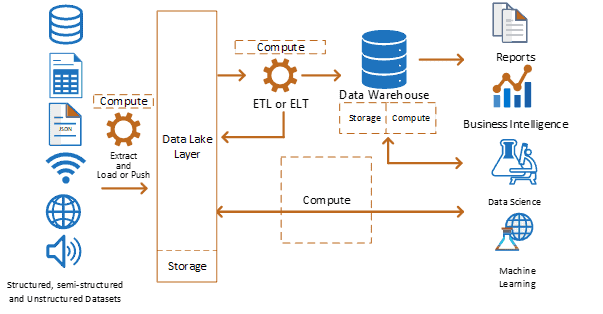 JSON
Structured, semi-structured
and Unstructured Datasets
Compute
Extract
and
Load or Push
Data Lake
Layer
Storage
Compute
ETL or ELT
Data Warehouse
Storage
Compute
Compute
Reports
Business Intelligence
Data Science
Machine
Learning